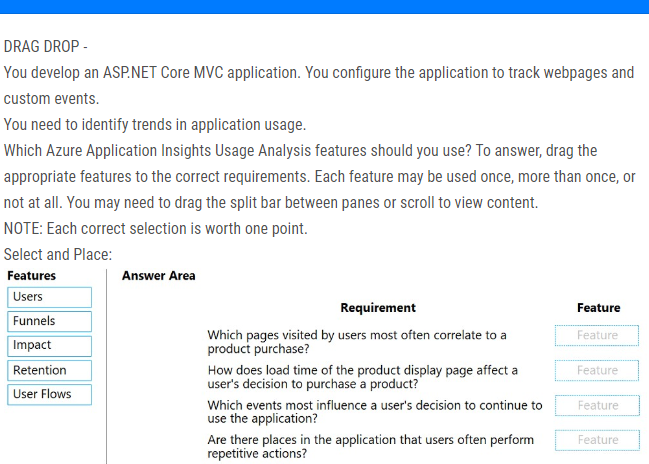 DRAG DROP -
You develop an ASP.NET Core MVC application. You configure the application to track webpages and
custom events.
You need to identify trends in application usage.
Which Azure Application Insights Usage Analysis features should you use? To answer, drag the
appropriate features to the correct requirements. Each feature may be used once, more than once, or
not at all. You may need to drag the split bar between panes or scroll to view content.
NOTE: Each correct selection is worth one point.
Select and Place:
Features
Users
Funnels
Impact
Retention
User Flows
Answer Area
Requirement Feature
Which pages visited by users most often correlate to a
product purchase?
Feature
How does load time of the product display page affect a
user's decision to purchase a product?
Feature
Which events most influence a user's decision to continue to
use the application?
Feature
Are there places in the application that users often perform
repetitive actions?
Feature